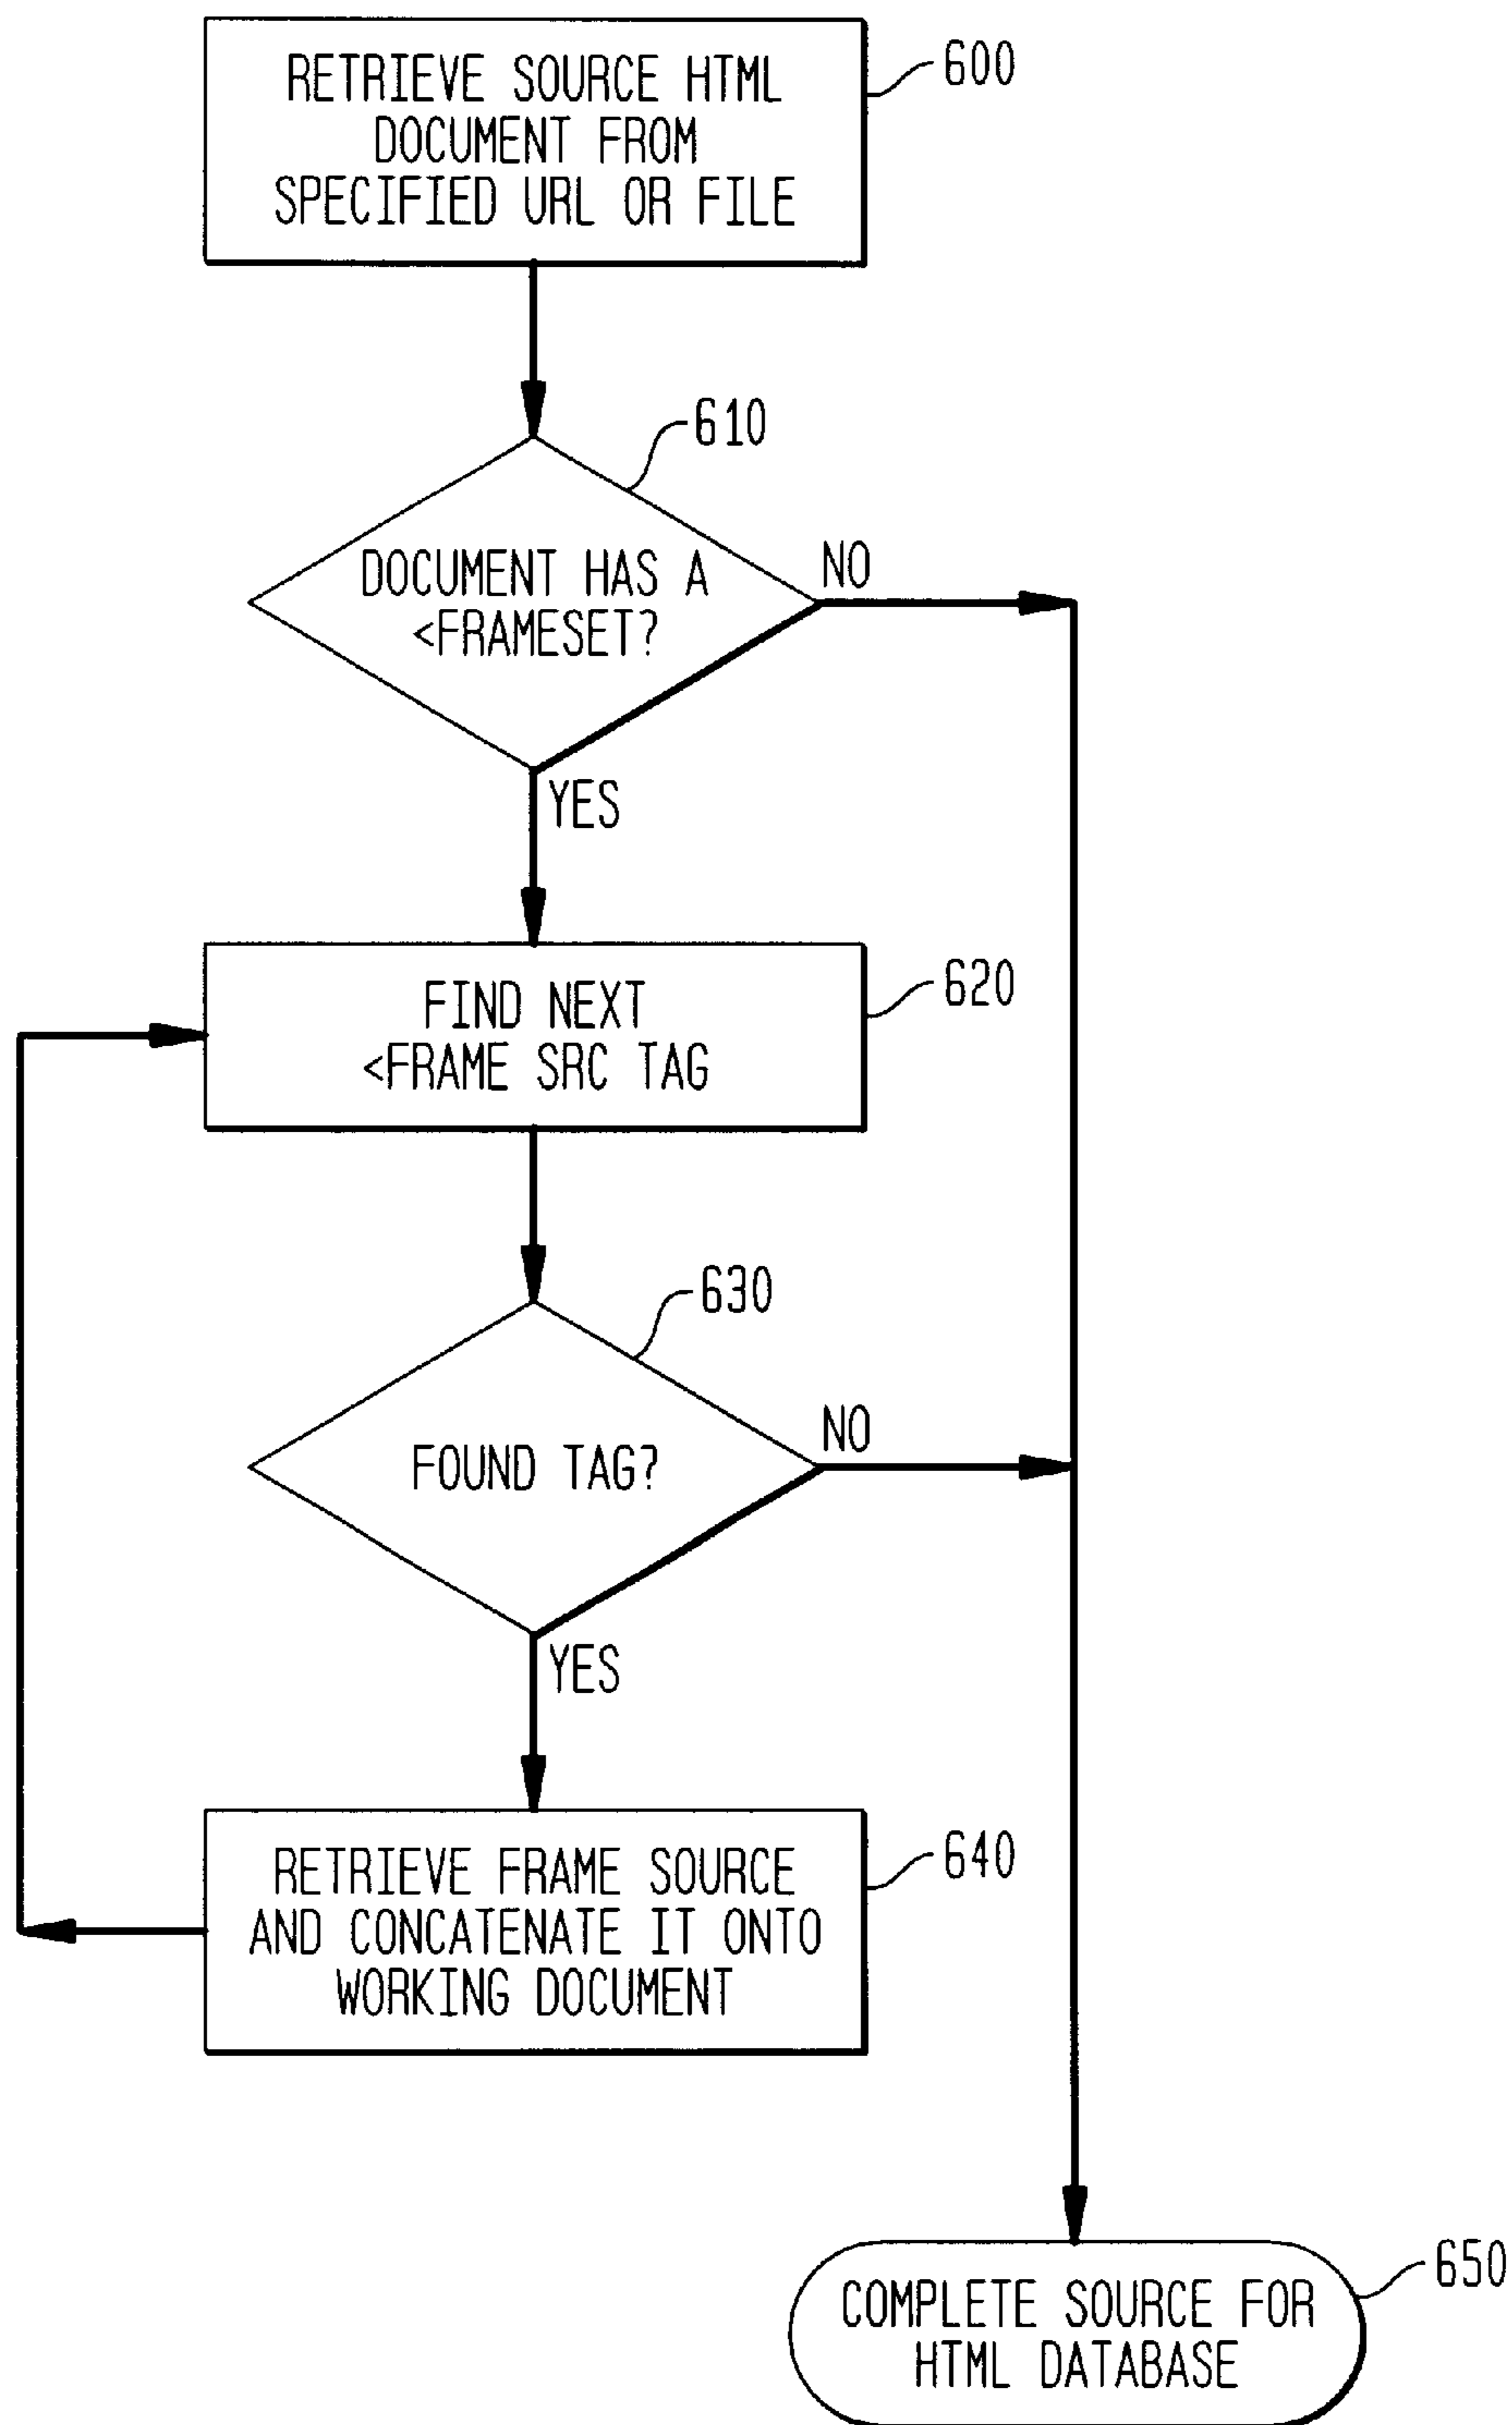 RETRIEVE SOURCE HTML
DOCUMENT FROM
SPECIFIED URL OR FILE
600
610
DOCUMENT HAS A
<FRAMESET?
NO
YES
FIND NEXT
<FRAME SRC TAG
620
630
FOUND TAG?
NO
YES
RETRIEVE FRAME SOURCE
AND CONCATENATE IT ONTO
WORKING DOCUMENT
640
650
COMPLETE SOURCE FOR
HTML DATABASE